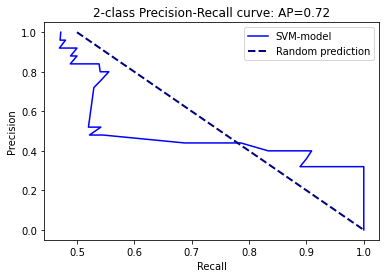 2-class Precision-Recall curve: AP=0.72
SVM-model
Random prediction
Precision
1.0
0.8
0.6
0.4
0.2
0.0
0.5
0.6
0.7
0.8
0.9
1.0
Recall